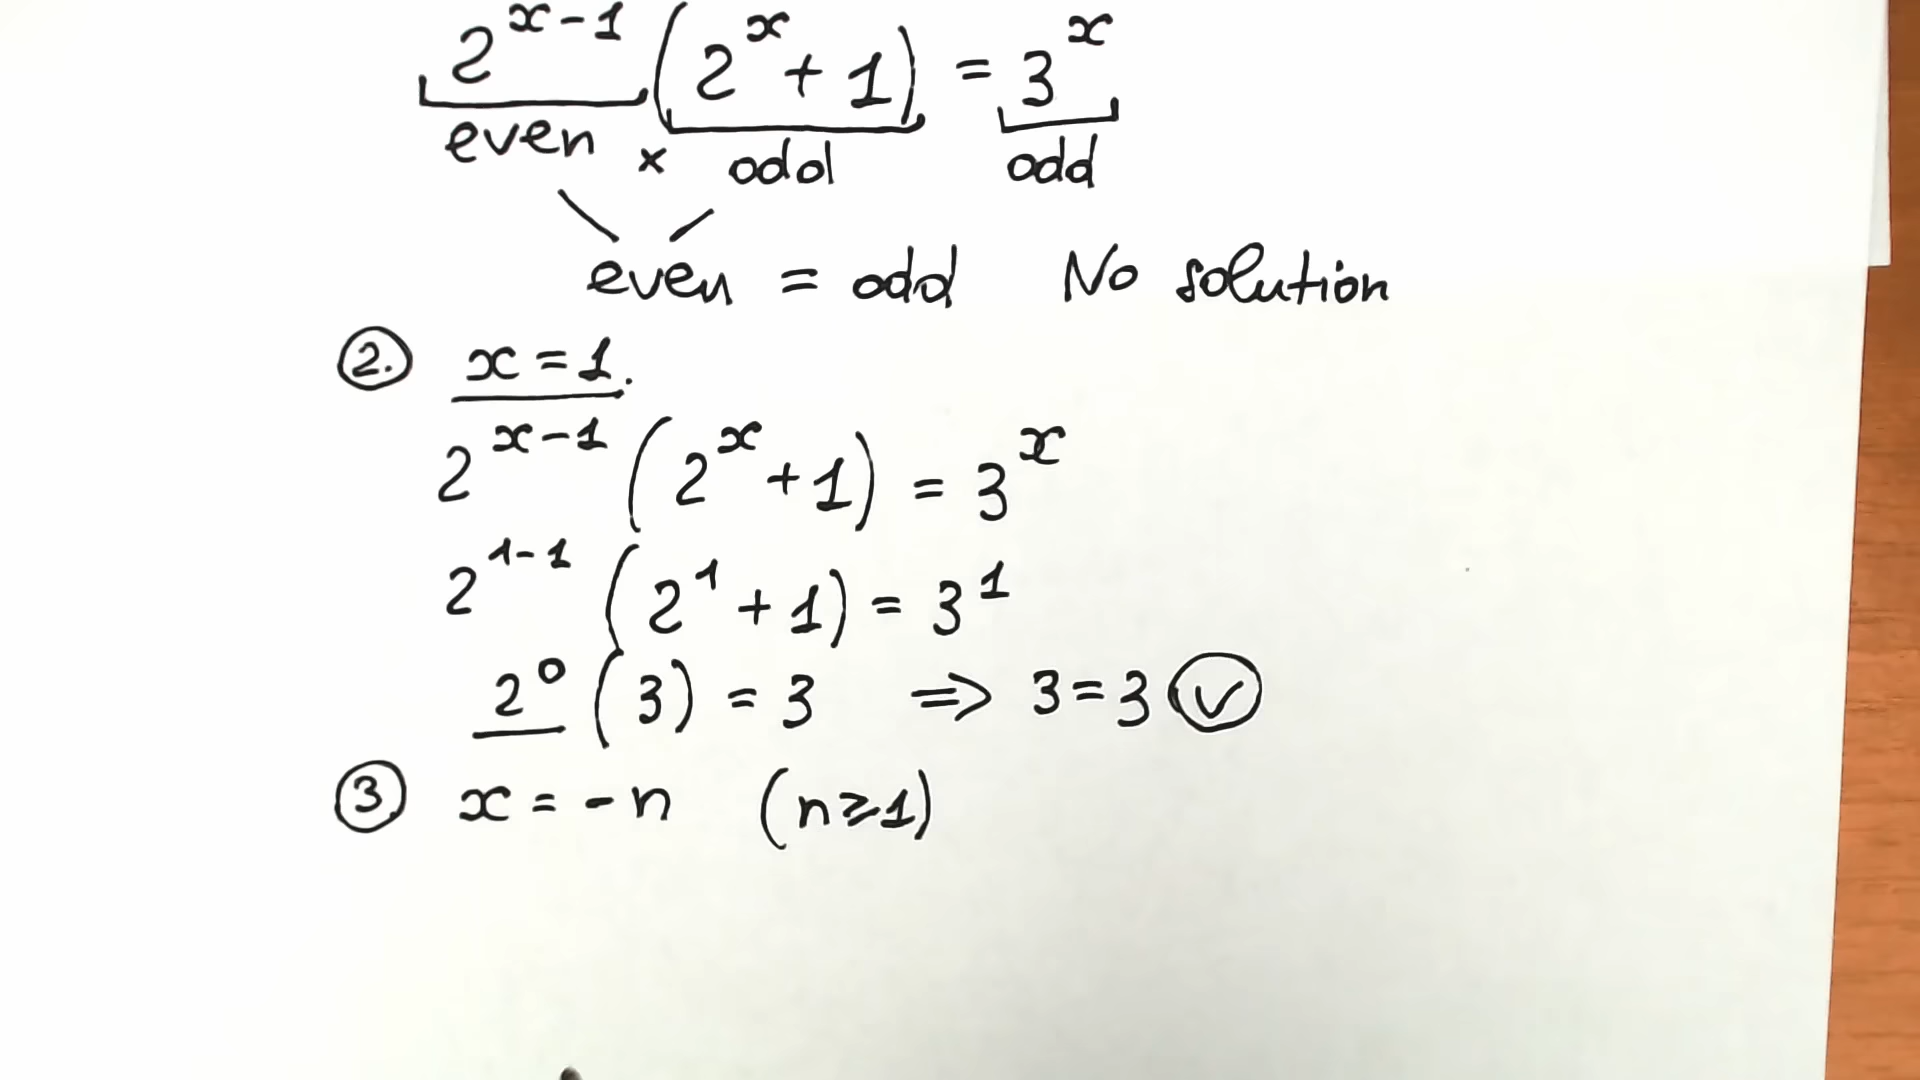 2^{x-1} (2^x + 1) = 3^x
even × odd odd
even = odd No solution
②. x = 1.
2^{x-1} (2^x + 1) = 3^x
2^{1-1} (2^1 + 1) = 3^1
2^0 (3) = 3 ⇒ 3 = 3 ✓
③ x = -n (n ≥ 1)